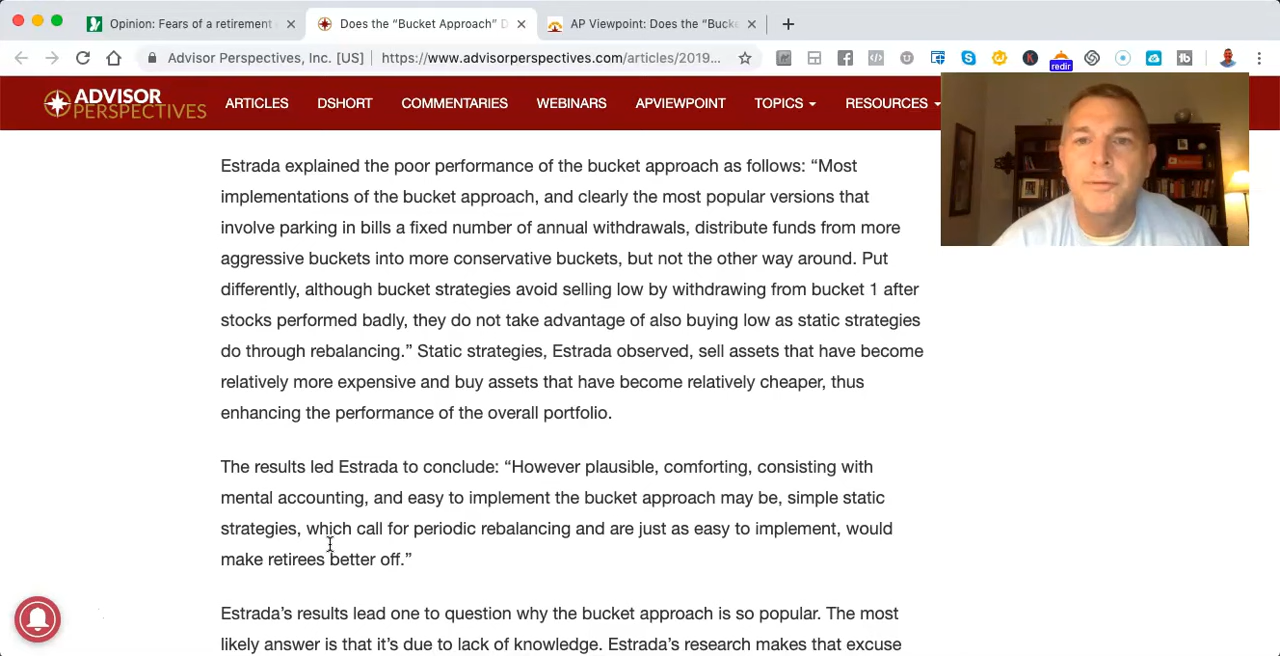 Opinion: Fears of a retirement
Does the “Bucket Approach” D
AP Viewpoint: Does the “Bucke
Advisor Perspectives, Inc. [US]
https://www.advisorperspectives.com/articles/2019...
redir
ADVISOR
PERSPECTIVES
ARTICLES
DSHORT
COMMENTARIES
WEBINARS
APVIEWPOINT
TOPICS
RESOURCES
Estrada explained the poor performance of the bucket approach as follows: “Most
implementations of the bucket approach, and clearly the most popular versions that
involve parking in bills a fixed number of annual withdrawals, distribute funds from more
aggressive buckets into more conservative buckets, but not the other way around. Put
differently, although bucket strategies avoid selling low by withdrawing from bucket 1 after
stocks performed badly, they do not take advantage of also buying low as static strategies
do through rebalancing.” Static strategies, Estrada observed, sell assets that have become
relatively more expensive and buy assets that have become relatively cheaper, thus
enhancing the performance of the overall portfolio.
The results led Estrada to conclude: “However plausible, comforting, consisting with
mental accounting, and easy to implement the bucket approach may be, simple static
strategies, which call for periodic rebalancing and are just as easy to implement, would
make retirees better off.”
Estrada’s results lead one to question why the bucket approach is so popular. The most
likely answer is that it’s due to lack of knowledge. Estrada’s research makes that excuse